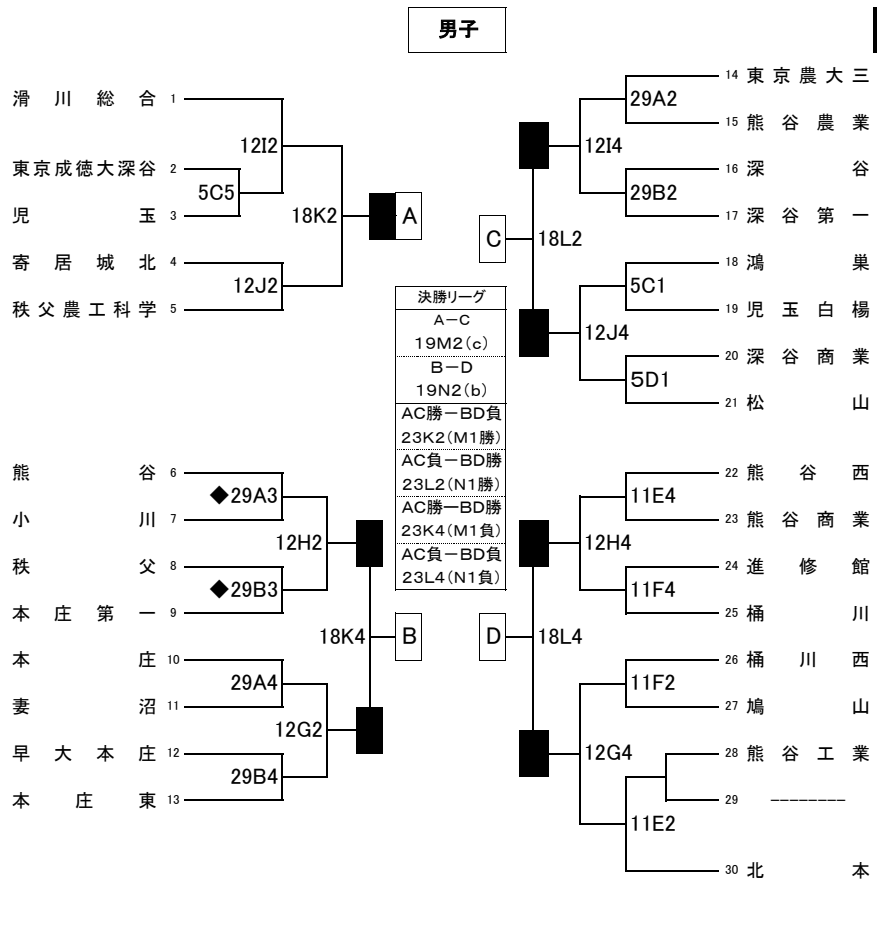 男子
滑川総合 1
12I2
東京成徳大深谷 2
5C5
児玉 3
18K2
A
寄居城北 4
12J2
秩父農工科学 5
熊谷 6
◆29A3
小川 7
12H2
秩父 8
◆29B3
本庄第一 9
18K4
B
本庄 10
29A4
妻沼 11
12G2
早大本庄 12
29B4
本庄東 13
決勝リーグ
A－C
19M2(c)
B－D
19N2(b)
AC勝－BD負
23K2(M1勝)
AC負－BD勝
23L2(N1勝)
AC勝―BD勝
23K4(M1負)
AC負－BD負
23L4(N1負)
14 東京農大三
29A2
15 熊谷農業
12I4
16 深谷
29B2
17 深谷第一
C
18L2
18 鴻巣
5C1
19 児玉白楊
12J4
20 深谷商業
5D1
21 松山
22 熊谷西
11E4
23 熊谷商業
12H4
24 進修館
11F4
25 桶川
D
18L4
26 桶川西
11F2
27 鳩山
12G4
28 熊谷工業
29 --------
11E2
30 北本